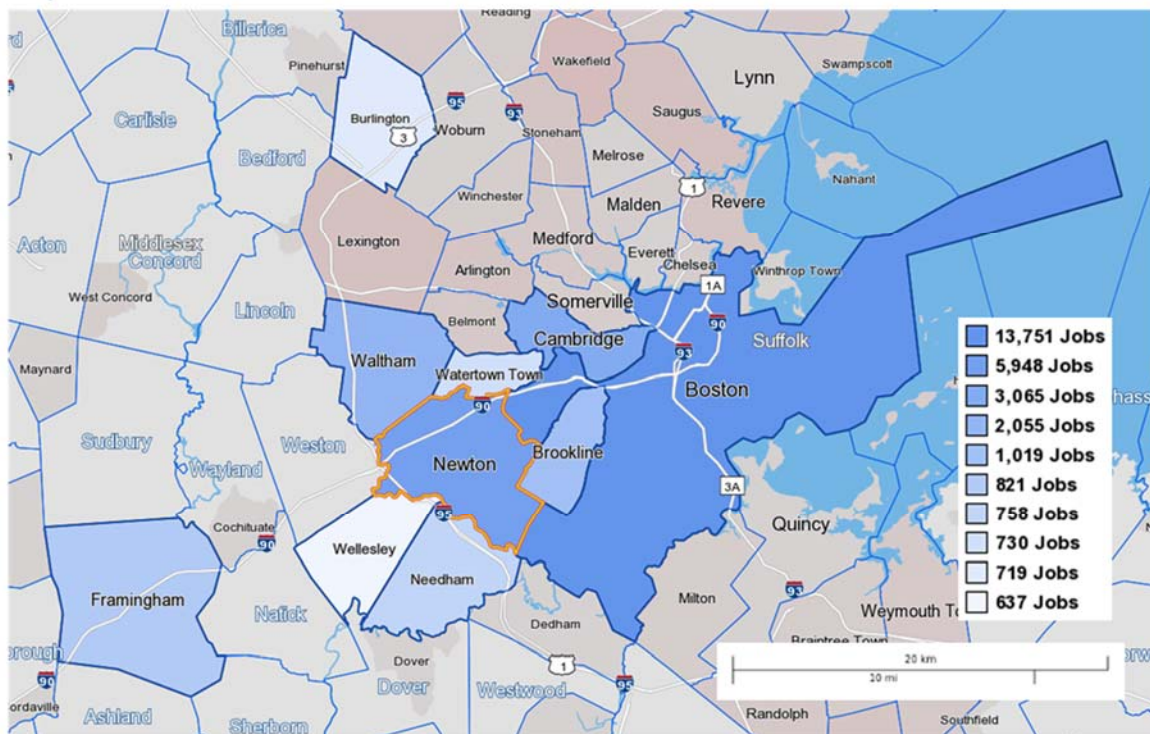 Billerica
Reading
Pinehurst
Wakefield
Swampscott
Lynn
Burlington
95
93
3
Woburn
Saugus
Carlisle
Stoneham
Bedford
Melrose
Nahant
Winchester
1
Malden
Revere
Lexington
Medford
Everett
Acton
Middlesex
Concord
Arlington
Chelsea
Winthrop Town
West Concord
Somerville
1A
Lincoln
Belmont
90
Cambridge
Suffolk
13,751 Jobs
Waltham
93
5,948 Jobs
Maynard
Watertown Town
3,065 Jobs
Boston
90
2,055 Jobs
Sudbury
Weston
Brookline
1,019 Jobs
Wayland
Newton
821 Jobs
3A
758 Jobs
Cochituate
95
Quincy
90
Wellesley
730 Jobs
Needham
719 Jobs
Framingham
93
637 Jobs
Natick
Milton
Weymouth
Dedham
Braintree Town
Dover
1
20 km
90
Dover
Westwood
95
10 mi
Ashland
Sherborn
Randolph
Southfield